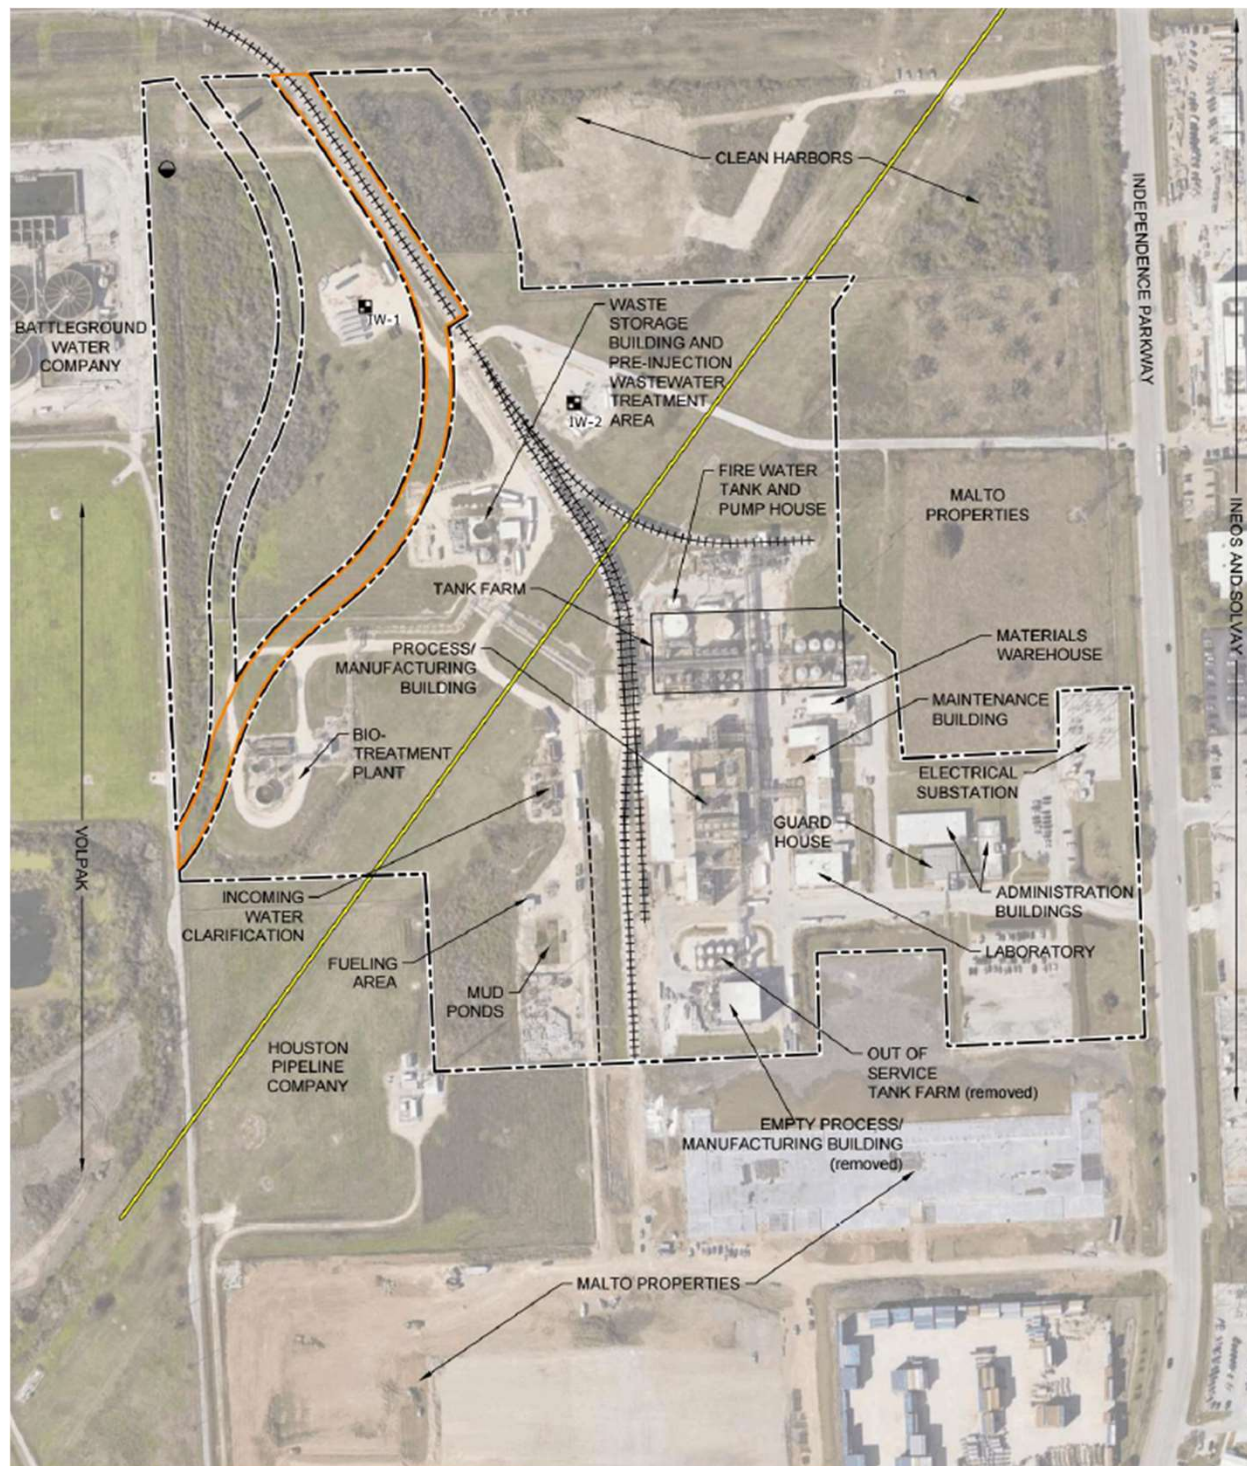 CLEAN HARBORS
INDEPENDENCE PARKWAY
WASTE
STORAGE
BUILDING AND
PRE-INJECTION
WASTEWATER
TREATMENT
AREA
IW-1
BATTLEGROUND
WATER
COMPANY
IW-2
FIRE WATER
TANK AND
PUMP HOUSE
MALTO
PROPERTIES
INEOS AND SOLVAY
TANK FARM
PROCESS/
MANUFACTURING
BUILDING
MATERIALS
WAREHOUSE
MAINTENANCE
BUILDING
BIO-
TREATMENT
PLANT
ELECTRICAL
SUBSTATION
GUARD
HOUSE
VOLPAK
INCOMING
WATER
CLARIFICATION
ADMINISTRATION
BUILDINGS
LABORATORY
FUELING
AREA
MUD
PONDS
HOUSTON
PIPELINE
COMPANY
OUT OF
SERVICE
TANK FARM (removed)
EMPTY PROCESS/
MANUFACTURING BUILDING
(removed)
MALTO PROPERTIES